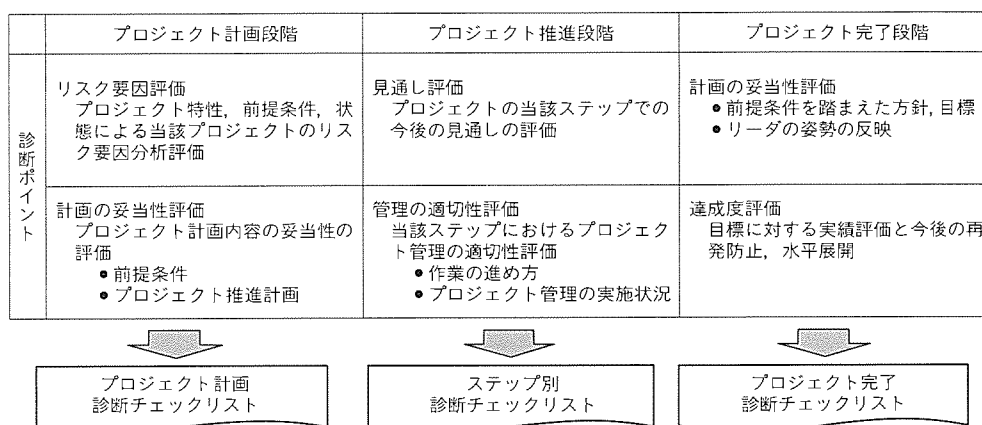 プロジェクト計画段階
プロジェクト推進段階
プロジェクト完了段階
診断ポイント
リスク要因評価
プロジェクト特性，前提条件，状
態による当該プロジェクトのリス
ク要因分析評価
見通し評価
プロジェクトの当該ステップでの
今後の見通しの評価
計画の妥当性評価
●前提条件を踏まえた方針，目標
●リーダの姿勢の反映
計画の妥当性評価
プロジェクト計画内容の妥当性の
評価
●前提条件
●プロジェクト推進計画
管理の適切性評価
当該ステップにおけるプロジェク
ト管理の適切性評価
●作業の進め方
●プロジェクト管理の実施状況
達成度評価
目標に対する実績評価と今後の再
発防止，水平展開
プロジェクト計画
診断チェックリスト
ステップ別
診断チェックリスト
プロジェクト完了
診断チェックリスト